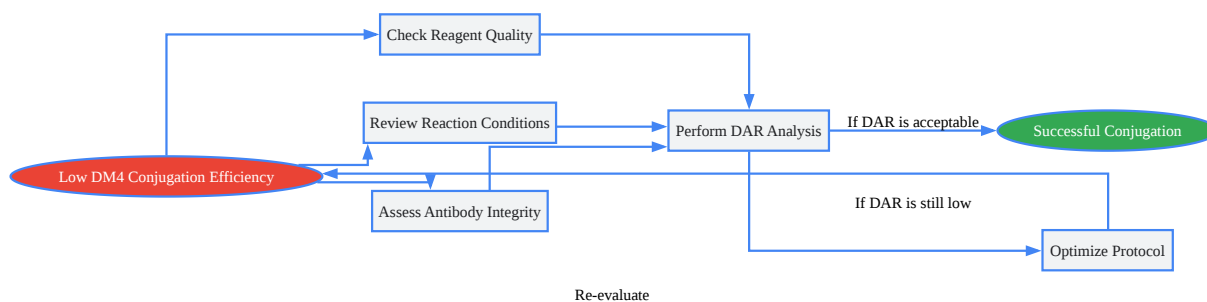 Check Reagent Quality
Review Reaction Conditions
Perform DAR Analysis
If DAR is acceptable
Successful Conjugation
Low DM4 Conjugation Efficiency
Assess Antibody Integrity
If DAR is still low
Optimize Protocol
Re-evaluate